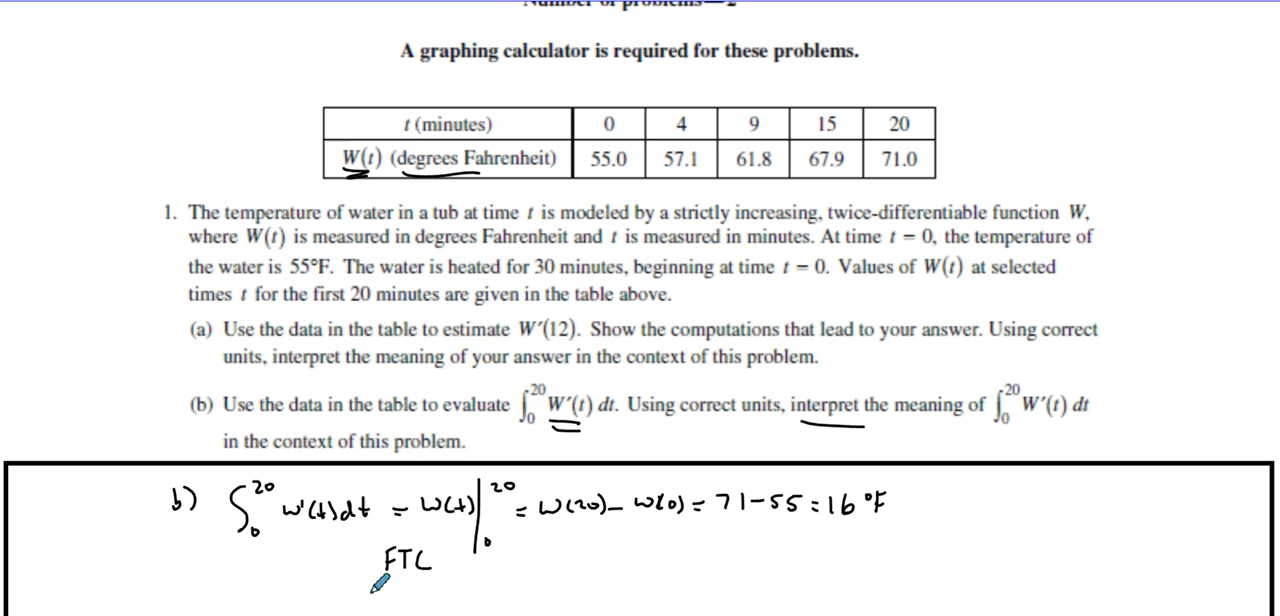 Number of problems—2
A graphing calculator is required for these problems.
t (minutes) 0 4 9 15 20
W(t) (degrees Fahrenheit) 55.0 57.1 61.8 67.9 71.0
1. The temperature of water in a tub at time t is modeled by a strictly increasing, twice-differentiable function W,
where W(t) is measured in degrees Fahrenheit and t is measured in minutes. At time t = 0, the temperature of
the water is 55°F. The water is heated for 30 minutes, beginning at time t = 0. Values of W(t) at selected
times t for the first 20 minutes are given in the table above.
(a) Use the data in the table to estimate W′(12). Show the computations that lead to your answer. Using correct
units, interpret the meaning of your answer in the context of this problem.
(b) Use the data in the table to evaluate ∫₀²⁰ W′(t) dt. Using correct units, interpret the meaning of ∫₀²⁰ W′(t) dt
in the context of this problem.
b) ∫₀²⁰ W'(t)dt = W(t)|₀²⁰ = W(20) - W(0) = 71-55 = 16 °F
FTC